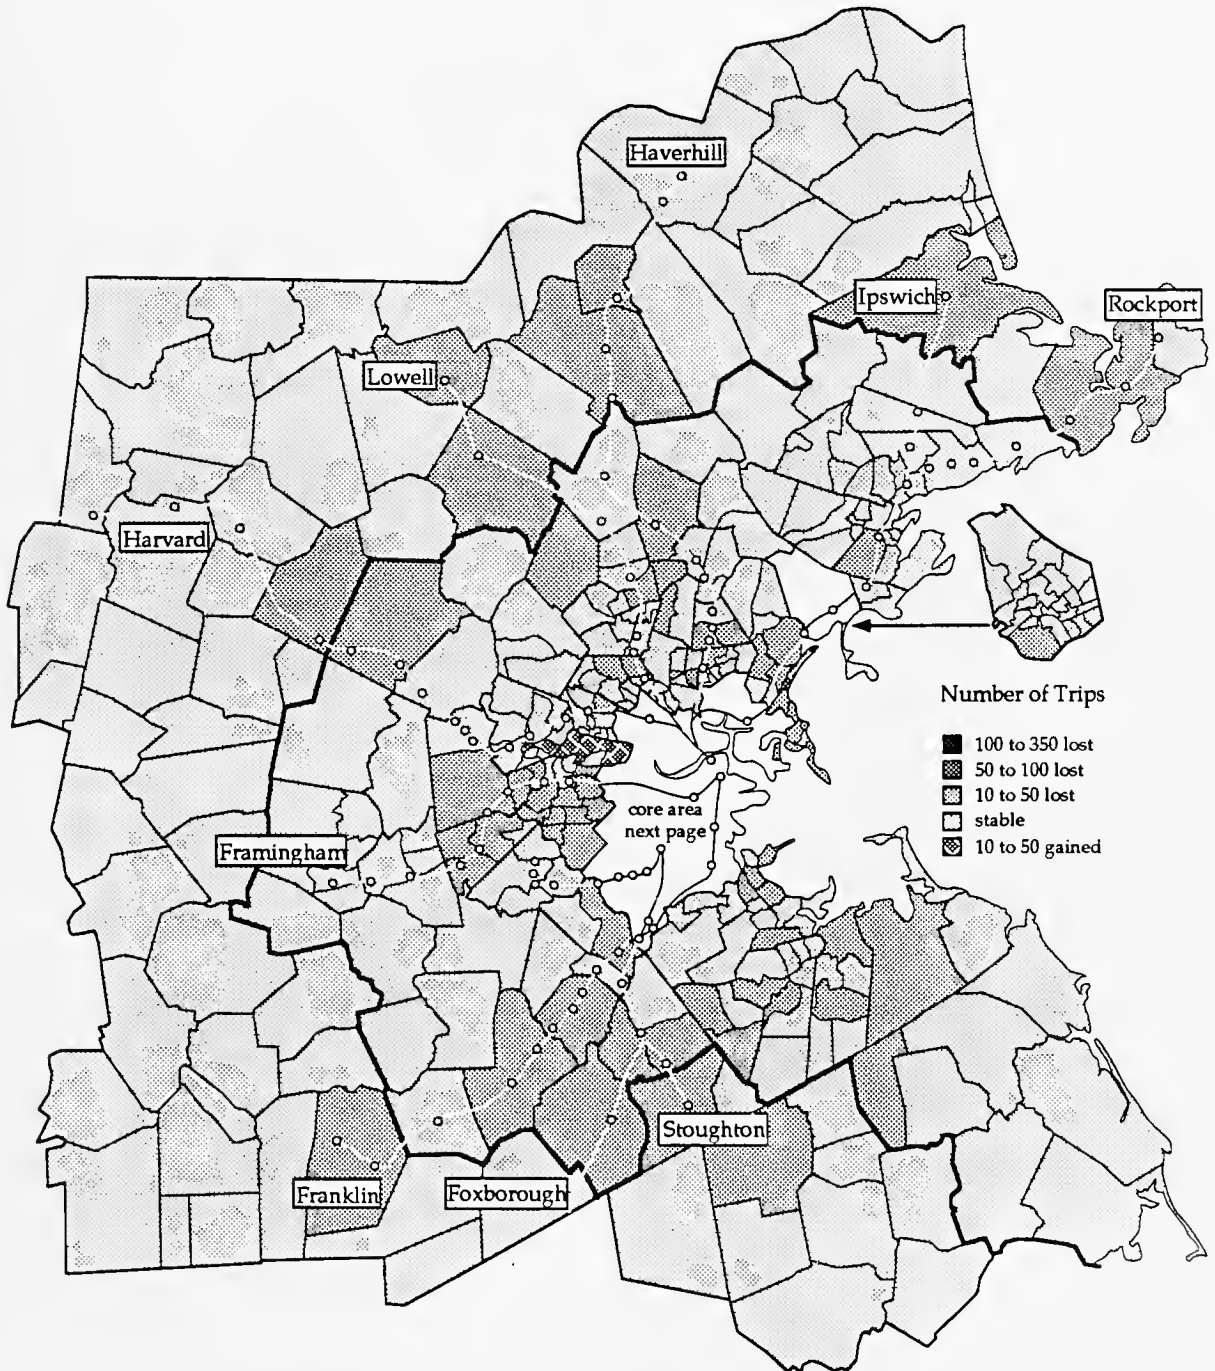 Haverhill
Ipswich
Rockport
Lowell
Harvard
Number of Trips
100 to 350 lost
50 to 100 lost
10 to 50 lost
stable
10 to 50 gained
core area
next page
Framingham
Stoughton
Franklin
Foxborough